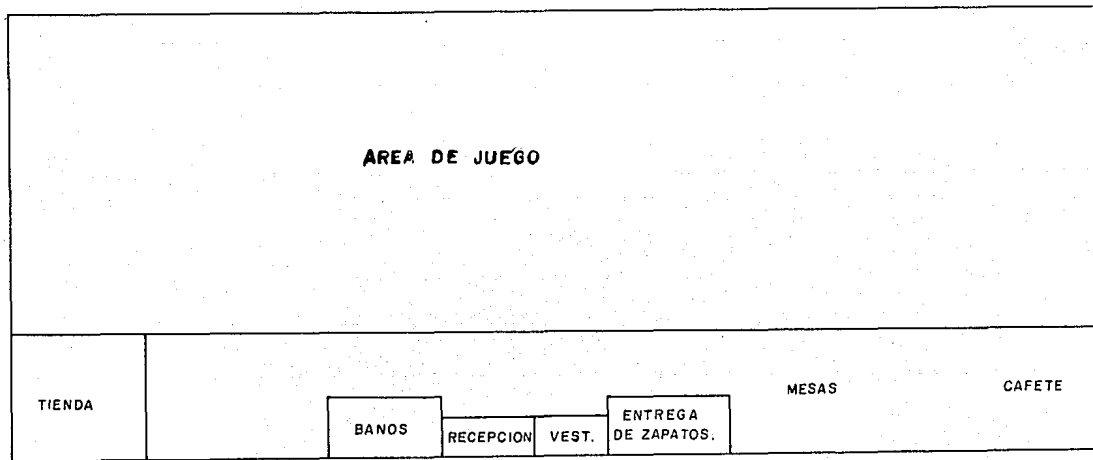 AREA DE JUEGO
TIENDA
BANOS
RECEPCION
VEST.
ENTREGA
DE ZAPATOS.
MESAS
CAFETE